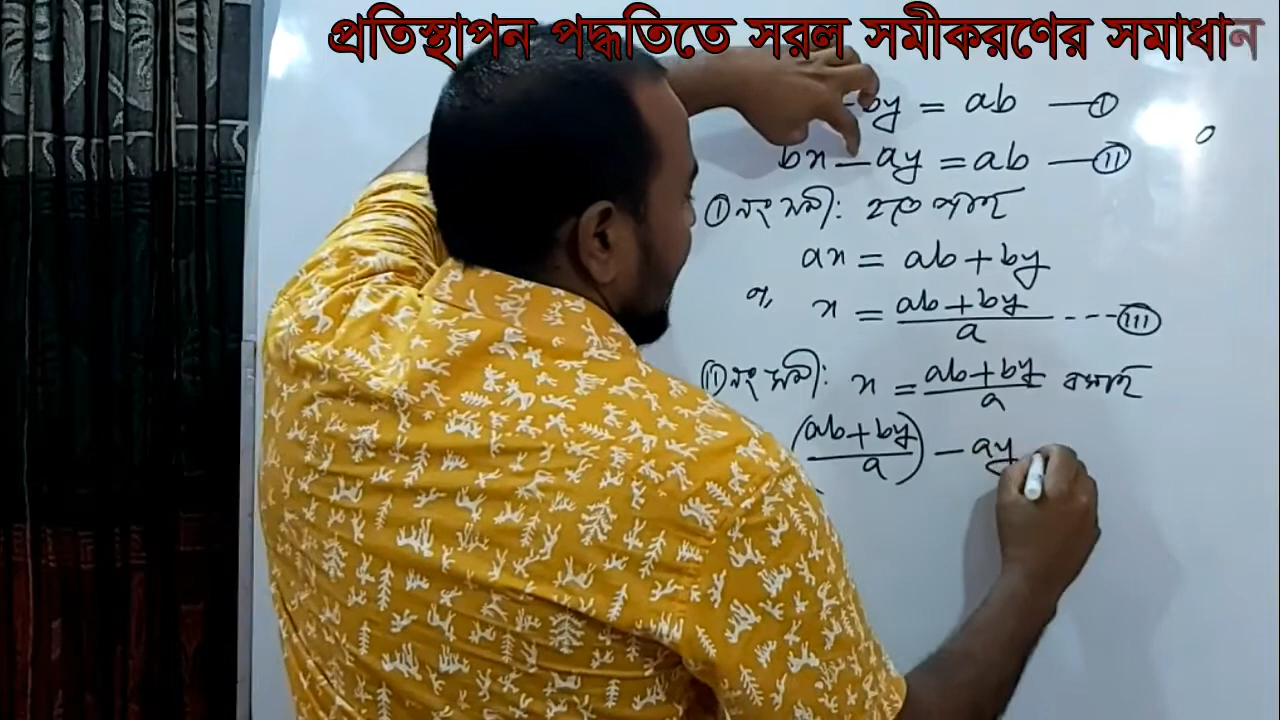 প্রতিস্থাপন পদ্ধতিতে সরল সমীকরণের সমাধান
by = ab —(i)
bx — ay = ab —(ii)
(i) নং সমী: হতে পাই
ax = ab + by
বা, x = (ab + by)/a ---(iii)
(ii) নং সমী: x = (ab + by)/a বসাই
((ab + by)/a) — ay